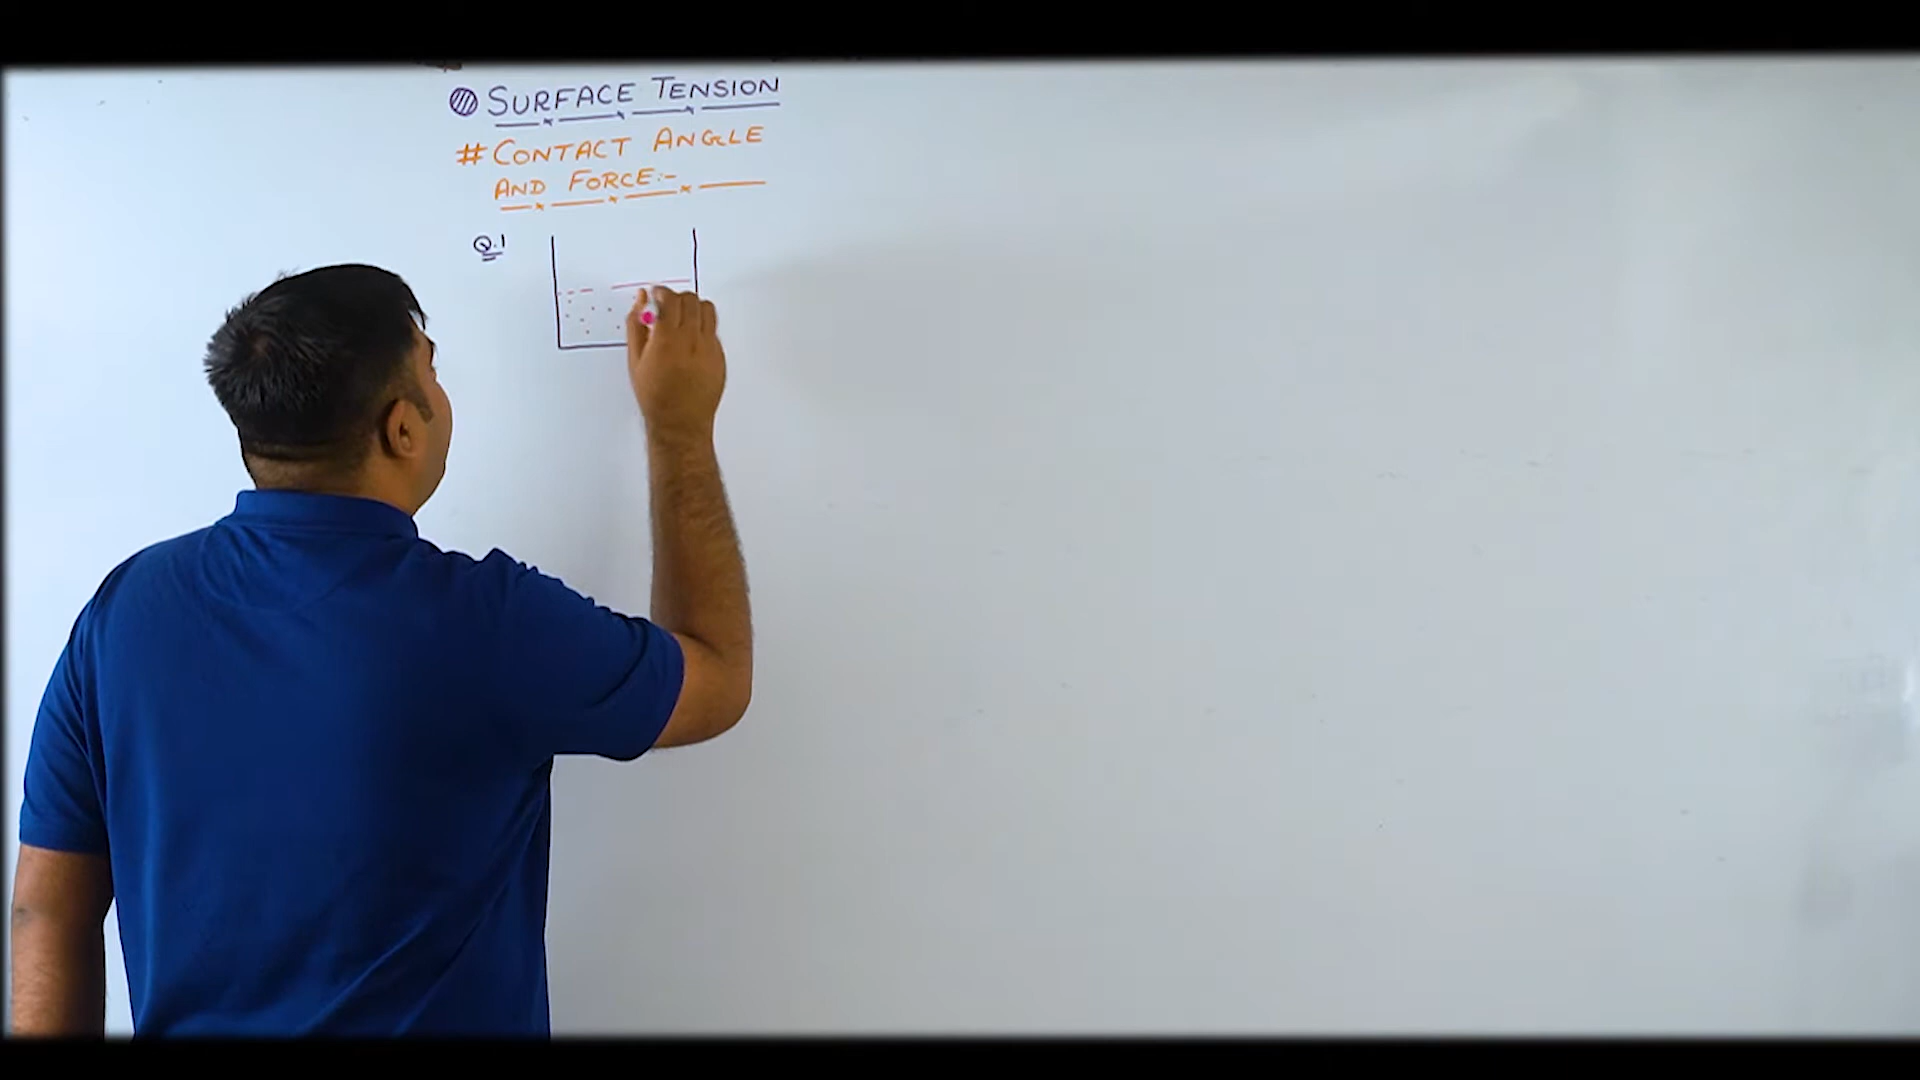 SURFACE TENSION
# CONTACT ANGLE
AND FORCE:-
Q.1